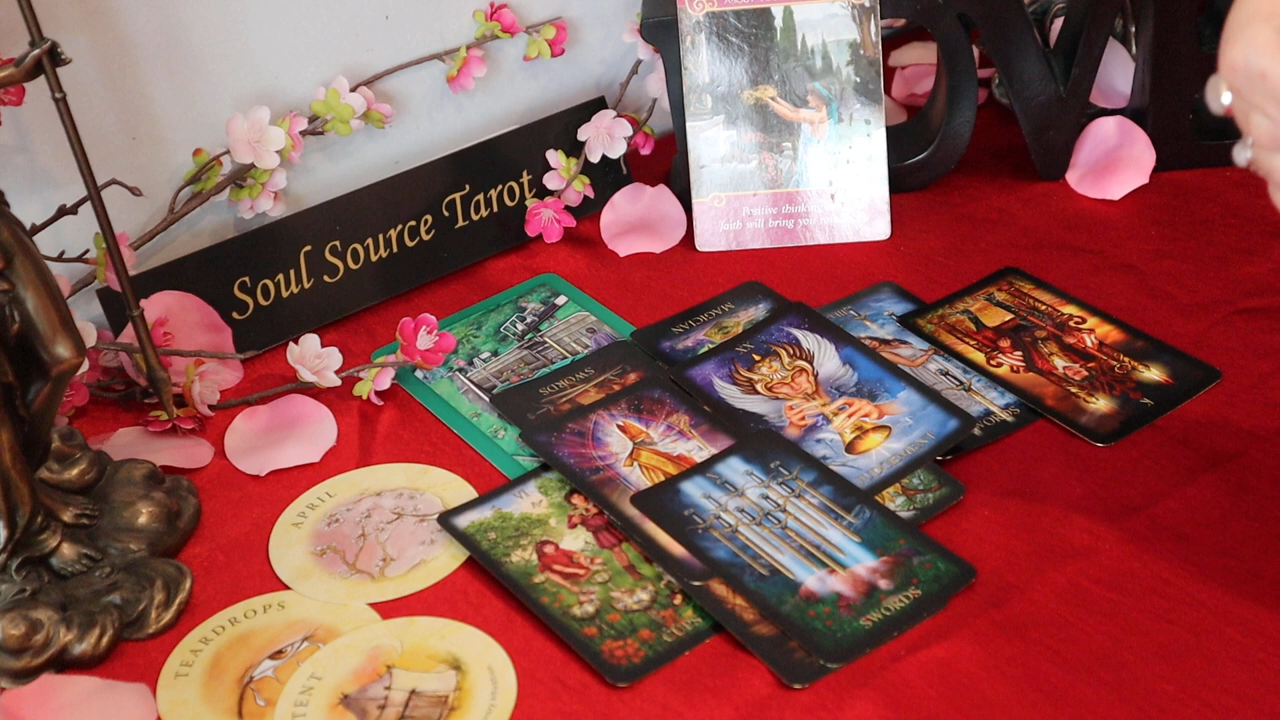 Positive thinking
faith will bring you
Soul Source Tarot
MAGICIAN
SWORDS
XX
JUDGEMENT
SWORDS
K
VI
CUPS
SWORDS
APRIL
TEARDROPS
TENT